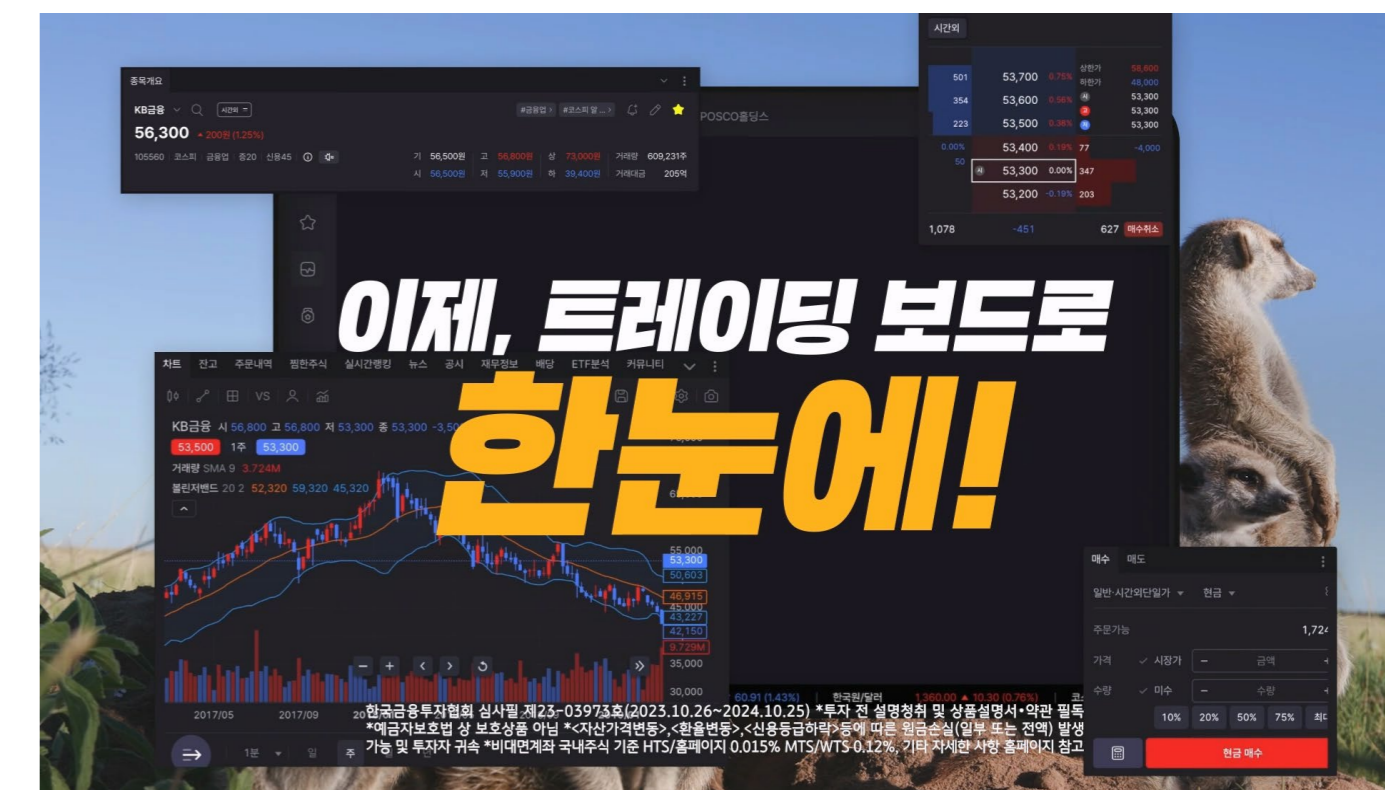 종목개요
KB금융 시간외
#금융업 > #코스피 알 ... >
56,300 ▲ 200원 (1.25%)
105560 코스피 금융업 증20 신용45
기 56,500원 고 56,800원 상 73,000원 거래량 609,231주
시 56,500원 저 55,900원 하 39,400원 거래대금 205억
POSCO홀딩스
시간외
501 53,700 0.75% 상한가 58,600
하한가 48,000
354 53,600 0.56% 시 53,300
고 53,300
223 53,500 0.36% 저 53,300
0.00% 53,400 0.19% 77 -4,000
50
시 53,300 0.00% 347
53,200 -0.19% 203
1,078 -451 627 매수취소
이제, 트레이딩 보드로
한눈에!
차트 잔고 주문내역 찜한주식 실시간랭킹 뉴스 공시 재무정보 배당 ETF분석 커뮤니티
VS
KB금융 시 56,800 고 56,800 저 53,300 종 53,300
53,500 1주 53,300
거래량 SMA 9 3.724M
볼린저밴드 20 2 52,320 59,320 45,320
55,000
53,300
50,603
46,915
45,000
43,227
42,150
9.729M
35,000
30,000
2017/05 2017/09
1분 일 주
매수 매도
일반·시간외단일가 현금
주문가능 1,724
가격 시장가 - 금액 +
수량 미수 - 수량 +
10% 20% 50% 75% 최대
현금 매수
60.91 (1.43%) 한국원/달러 1,360.00 ▲ 10.30 (0.76%)
한국금융투자협회 심사필 제23-03973호(2023.10.26~2024.10.25) *투자 전 설명청취 및 상품설명서•약관 필독
*예금자보호법 상 보호상품 아님 *<자산가격변동>,<환율변동>,<신용등급하락>등에 따른 원금손실(일부 또는 전액) 발생
가능 및 투자자 귀속 *비대면계좌 국내주식 기준 HTS/홈페이지 0.015% MTS/WTS 0.12%, 기타 자세한 사항 홈페이지 참고